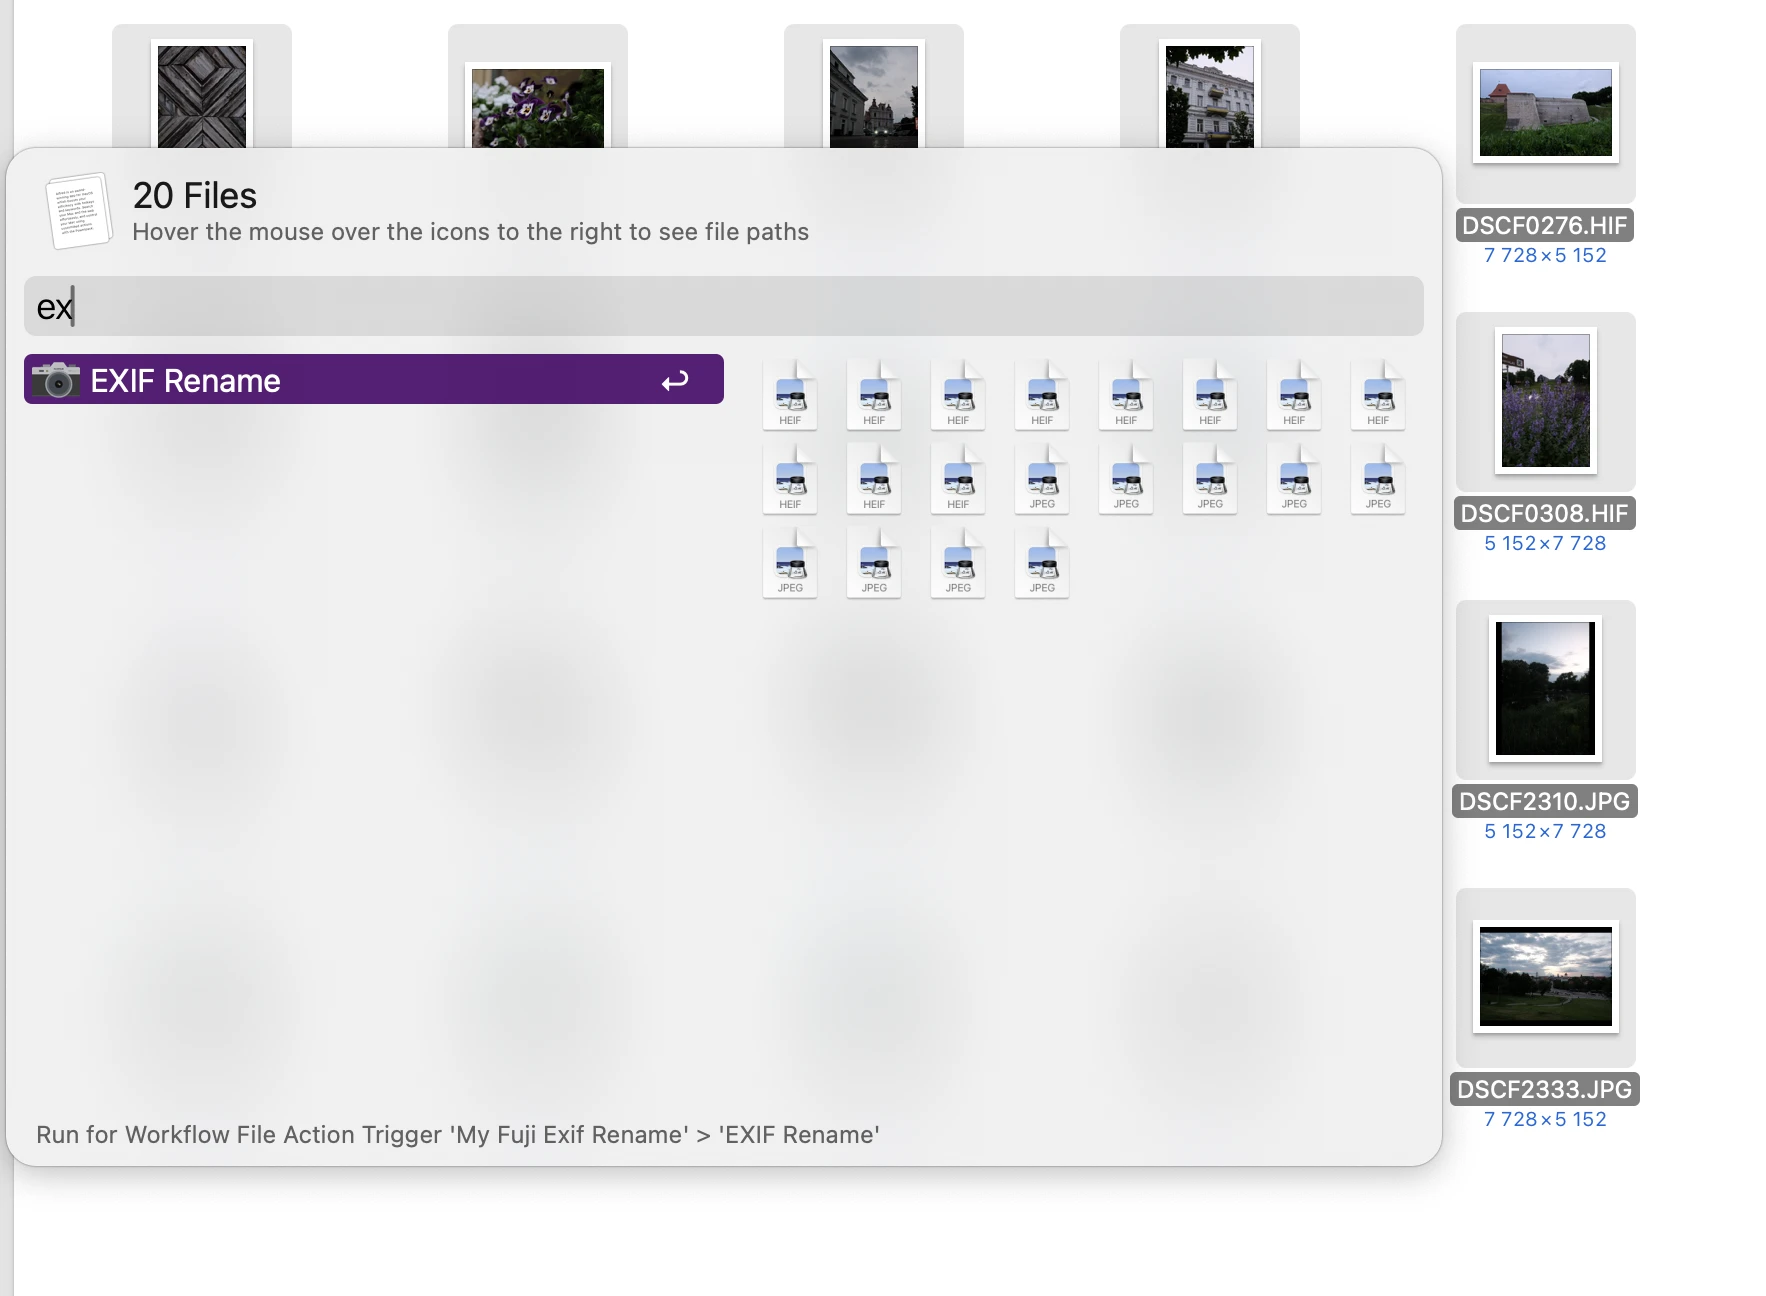 20 Files
Hover the mouse over the icons to the right to see file paths
ex
EXIF Rename
HEIF HEIF HEIF HEIF HEIF HEIF HEIF HEIF
HEIF HEIF HEIF JPEG JPEG JPEG JPEG JPEG
JPEG JPEG JPEG JPEG
Run for Workflow File Action Trigger 'My Fuji Exif Rename' > 'EXIF Rename'
DSCF0276.HIF
7 728×5 152
DSCF0308.HIF
5 152×7 728
DSCF2310.JPG
5 152×7 728
DSCF2333.JPG
7 728×5 152